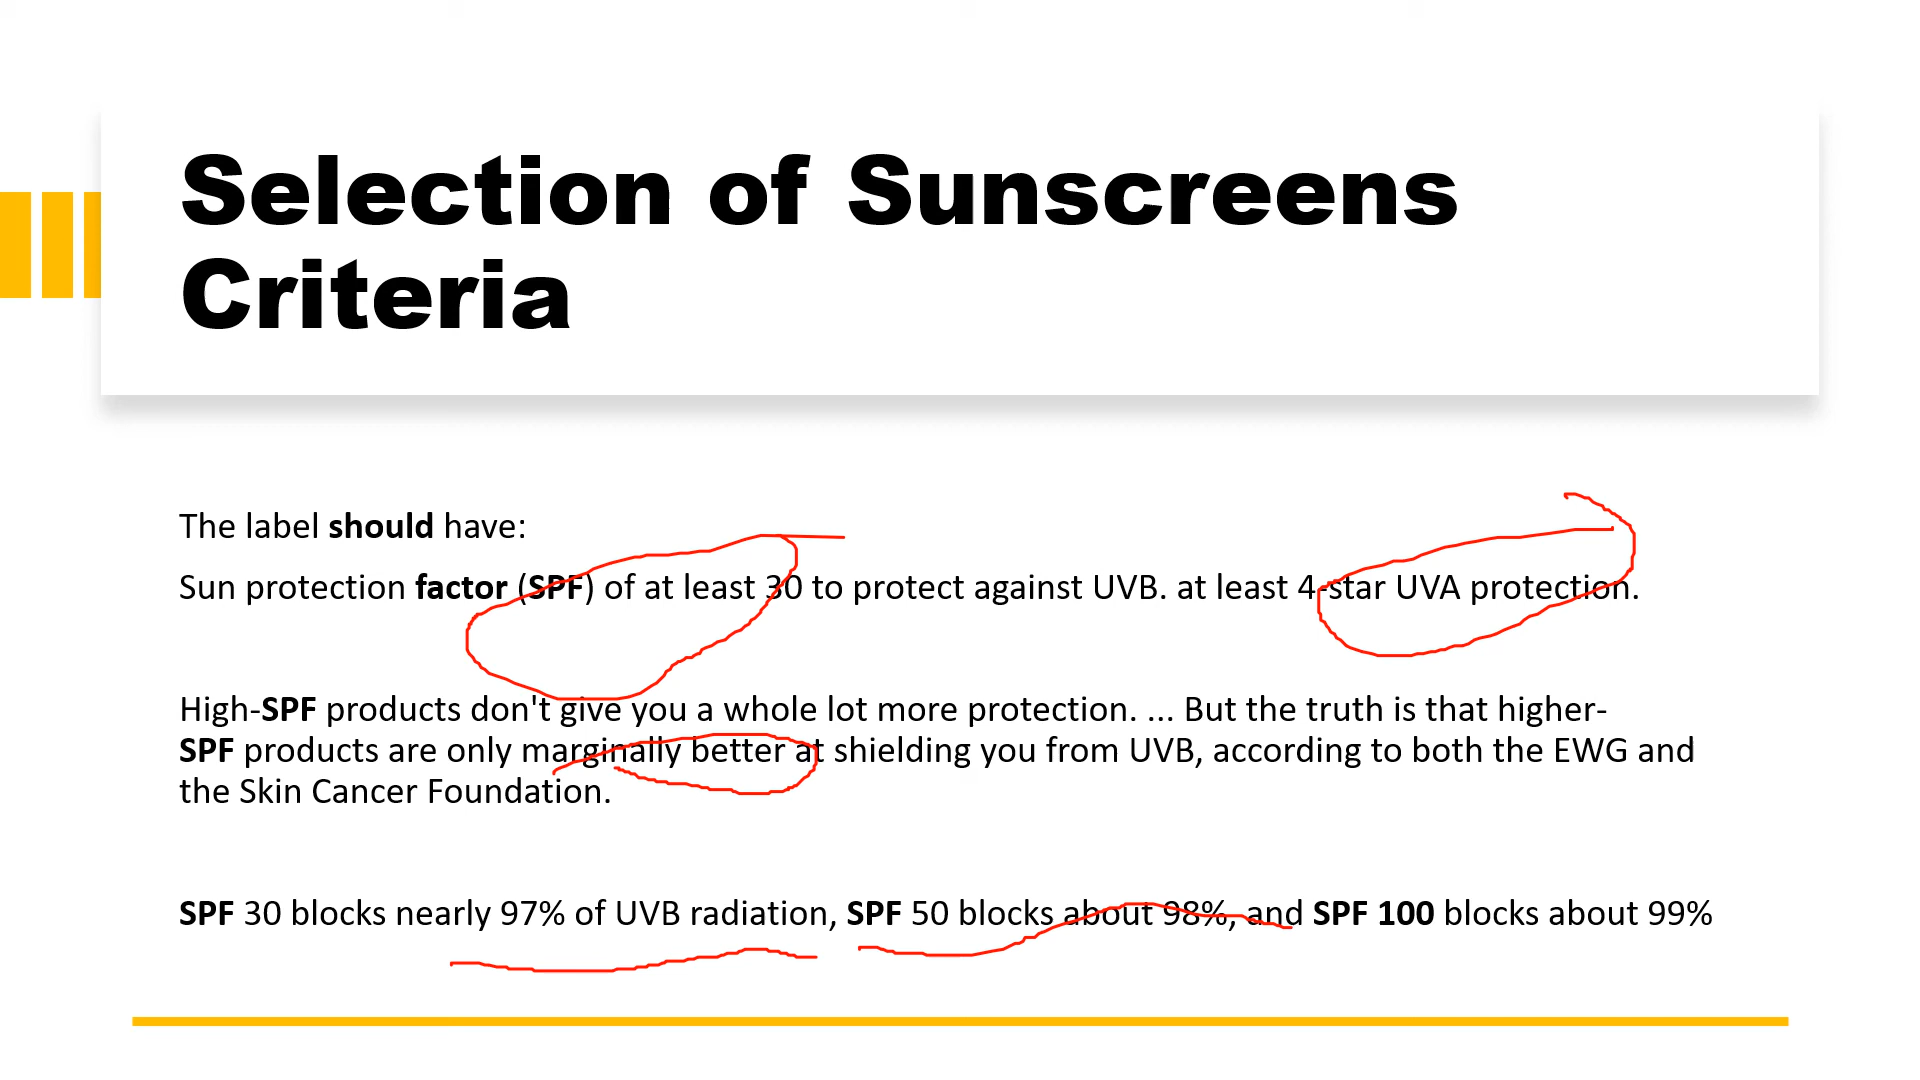 Selection of Sunscreens
Criteria
The label should have:
Sun protection factor (SPF) of at least 30 to protect against UVB. at least 4-star UVA protection.
High-SPF products don't give you a whole lot more protection. ... But the truth is that higher-
SPF products are only marginally better at shielding you from UVB, according to both the EWG and
the Skin Cancer Foundation.
SPF 30 blocks nearly 97% of UVB radiation, SPF 50 blocks about 98%, and SPF 100 blocks about 99%